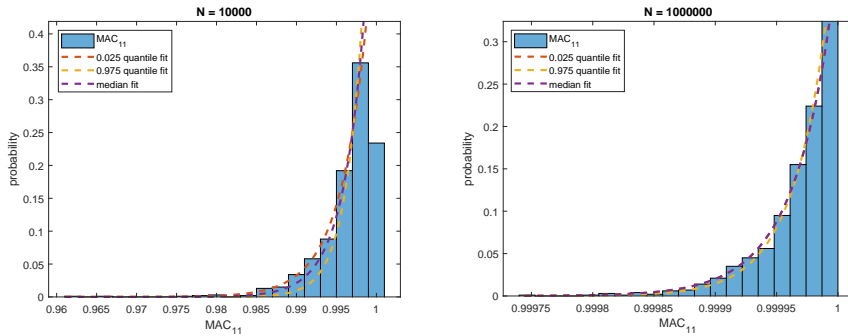 N = 10000
MAC11
0.025 quantile fit
0.975 quantile fit
median fit
probability
0.4
0.35
0.3
0.25
0.2
0.15
0.1
0.05
0
0.96 0.965 0.97 0.975 0.98 0.985 0.99 0.995 1
MAC11
N = 1000000
MAC11
0.025 quantile fit
0.975 quantile fit
median fit
probability
0.3
0.25
0.2
0.15
0.1
0.05
0
0.99975 0.9998 0.99985 0.9999 0.99995 1
MAC11